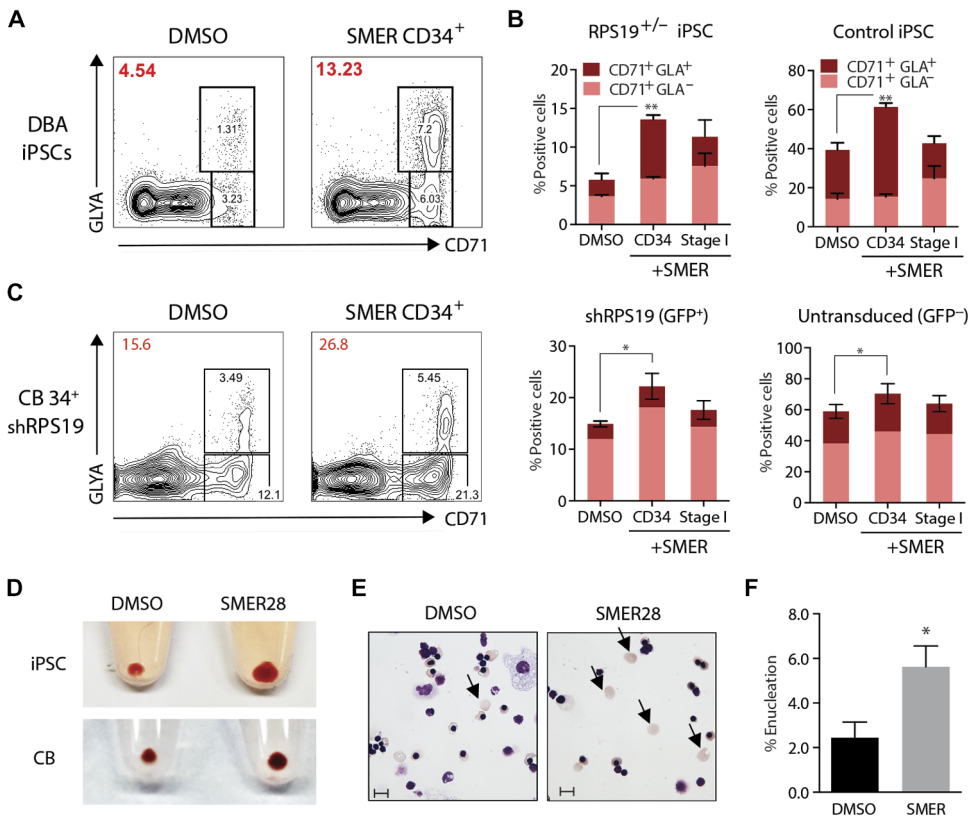 A
DMSO
SMER CD34+
DBA
iPSCs
4.54
1.31
3.23
13.23
7.2
6.03
GLYA
CD71
B
RPS19+/- iPSC
CD71+ GLA+
CD71+ GLA−
**
% Positive cells
20
15
10
5
0
DMSO
CD34
Stage I
+SMER
Control iPSC
CD71+ GLA+
CD71+ GLA−
**
% Positive cells
80
60
40
20
0
DMSO
CD34
Stage I
+SMER
C
DMSO
SMER CD34+
CB 34+
shRPS19
15.6
3.49
12.1
26.8
5.45
21.3
GLYA
CD71
shRPS19 (GFP+)
*
% Positive cells
30
20
10
0
DMSO
CD34
Stage I
+SMER
Untransduced (GFP−)
*
% Positive cells
100
80
60
40
20
0
DMSO
CD34
Stage I
+SMER
D
DMSO
SMER28
iPSC
CB
E
DMSO
SMER28
F
*
% Enucleation
8.0
6.0
4.0
2.0
0.0
DMSO
SMER